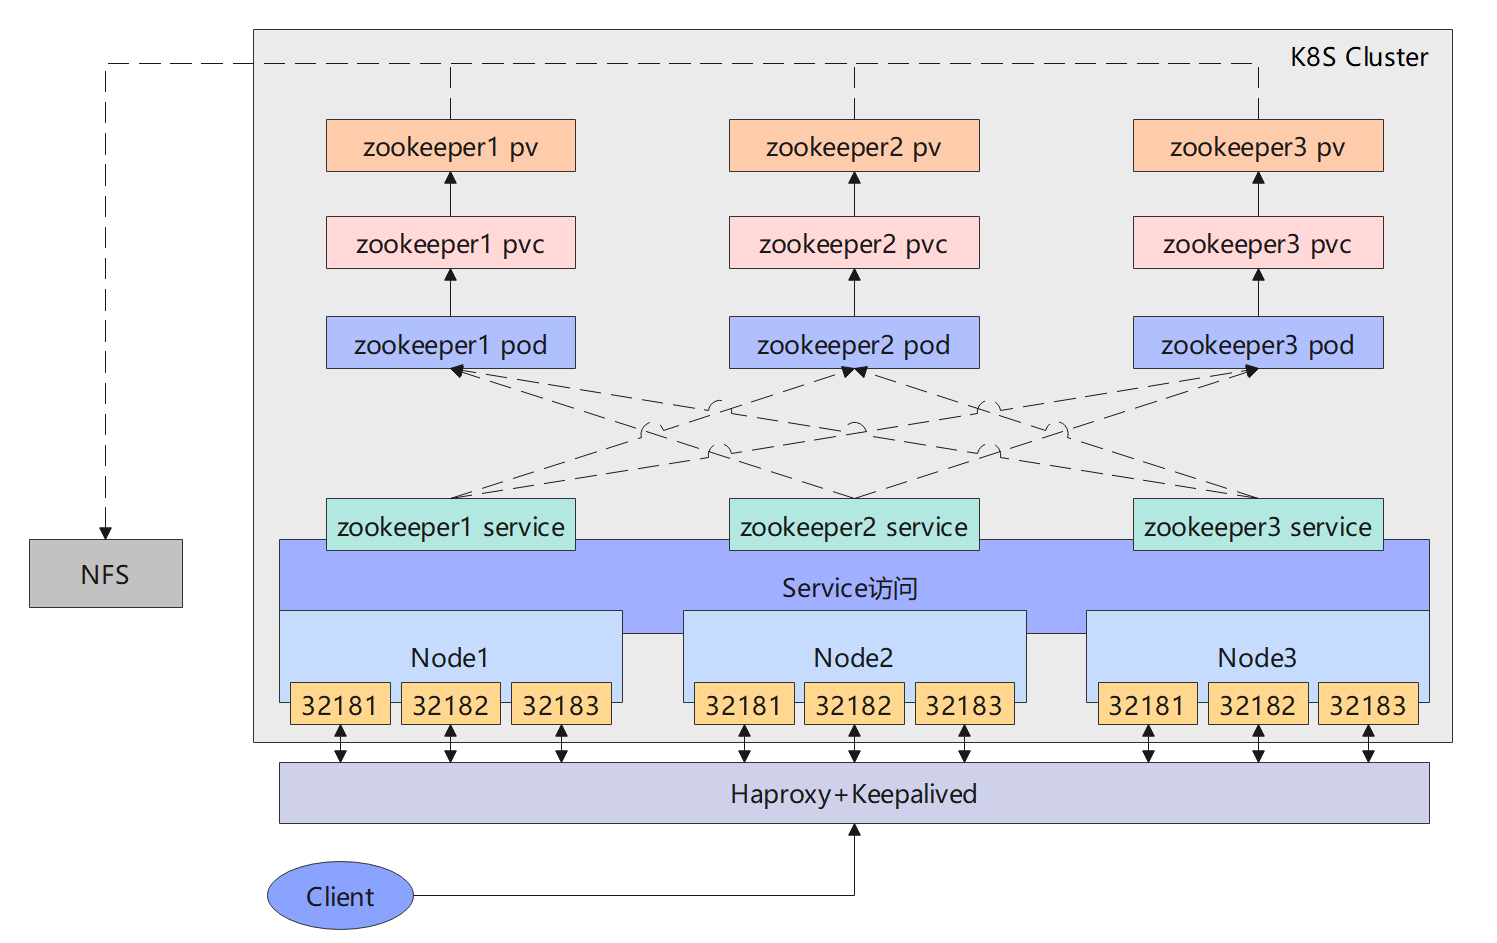 K8S Cluster
zookeeper1 pv
zookeeper2 pv
zookeeper3 pv
zookeeper1 pvc
zookeeper2 pvc
zookeeper3 pvc
zookeeper1 pod
zookeeper2 pod
zookeeper3 pod
zookeeper1 service
zookeeper2 service
zookeeper3 service
NFS
Service访问
Node1
Node2
Node3
32181
32182
32183
32181
32182
32183
32181
32182
32183
Haproxy+Keepalived
Client